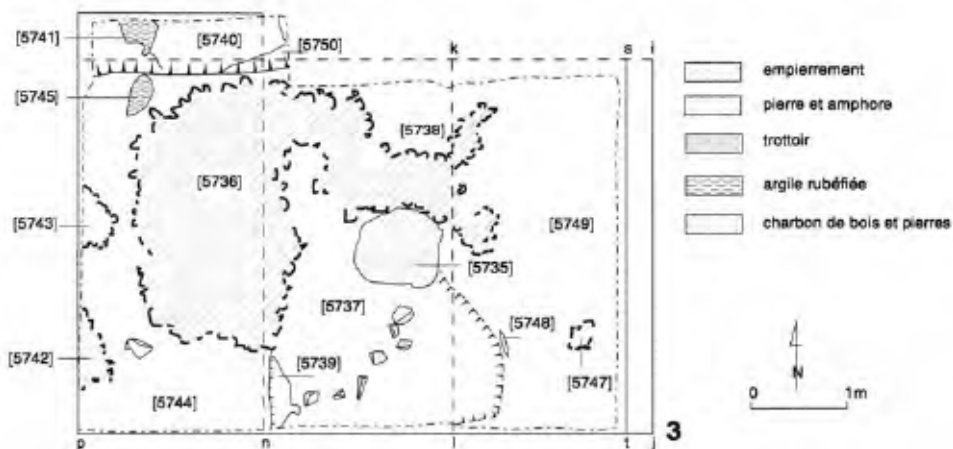 [5741]
[5740]
[5750]
k
s i
[5745]
[5738]
[5736]
[5743]
[5749]
[5735]
[5737]
[5748]
[5742]
[5739]
[5747]
[5744]
p
n
l
t j
3
empierrement
pierre et amphore
trottoir
argile rubéfiée
charbon de bois et pierres
N
0 1m